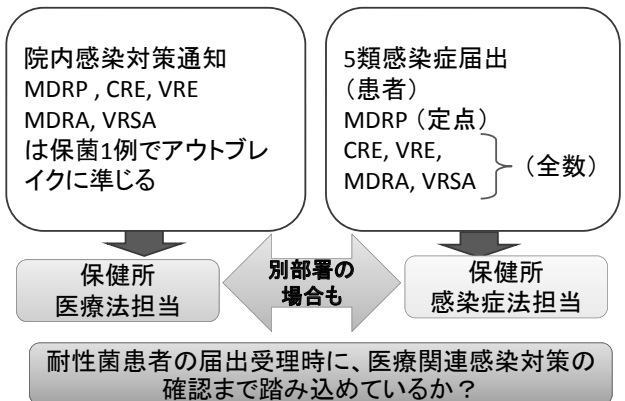 院内感染対策通知
MDRP , CRE, VRE
MDRA, VRSA
は保菌1例でアウトブレ
イクに準じる
5類感染症届出
（患者）
MDRP（定点）
CRE, VRE,
MDRA, VRSA
（全数）
保健所
医療法担当
別部署の
場合も
保健所
感染症法担当
耐性菌患者の届出受理時に、医療関連感染対策の
確認まで踏み込めているか？